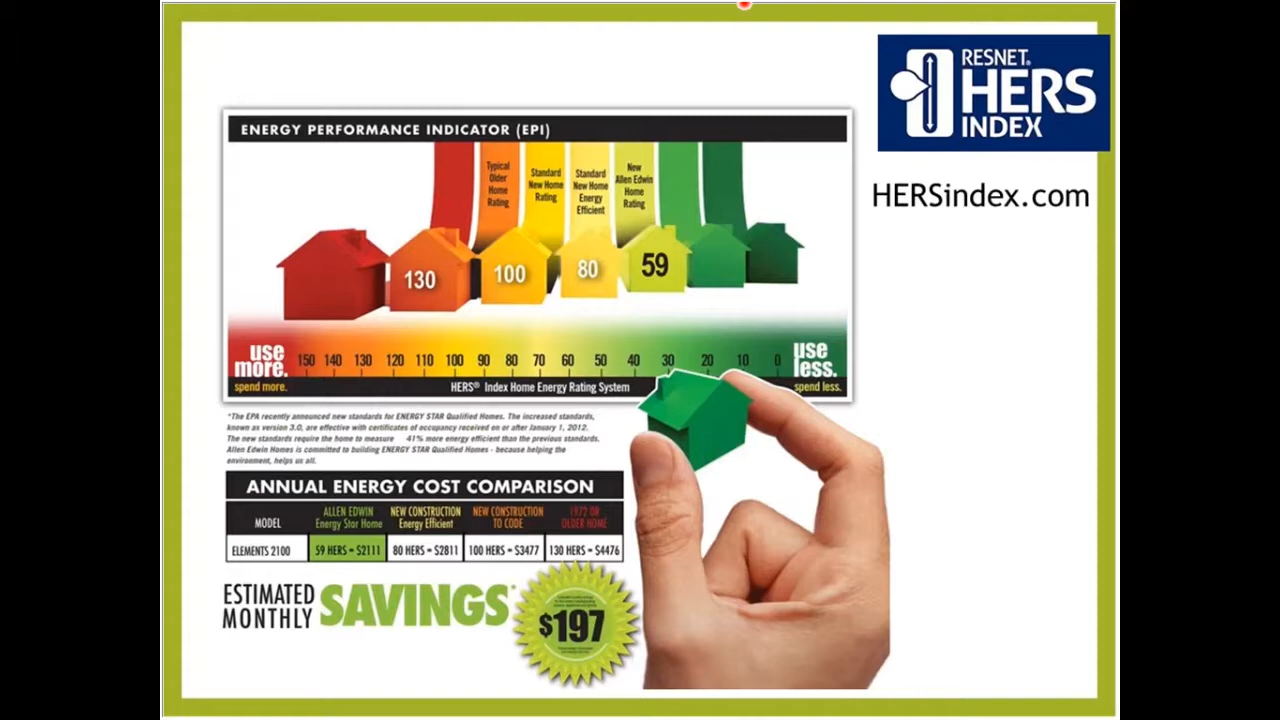 RESNET®
HERS
INDEX
HERSindex.com
ENERGY PERFORMANCE INDICATOR (EPI)
Typical
Older
Home
Rating
Standard
New Home
Rating
Standard
New Home
Energy
Efficient
New
Allen Edwin
Home
Rating
130
100
80
59
use
more.
spend more.
150 140 130 120 110 100 90 80 70 60 50 40 30 20 10 0
use
less.
spend less.
HERS® Index Home Energy Rating System
*The EPA recently announced new standards for ENERGY STAR Qualified Homes. The increased standards,
known as version 3.0, are effective with certificates of occupancy received on or after January 1, 2012.
The new standards require the home to measure 41% more energy efficient than the previous standards.
Allen Edwin Homes is committed to building ENERGY STAR Qualified Homes - because helping the
environment, helps us all.
ANNUAL ENERGY COST COMPARISON
MODEL
ALLEN EDWIN
Energy Star Home
NEW CONSTRUCTION
Energy Efficient
NEW CONSTRUCTION
TO CODE
OR
OLDER HOME
ELEMENTS 2100 59 HERS = $2111 80 HERS = $2811 100 HERS = $3477 130 HERS = $4476
ESTIMATED
MONTHLY
SAVINGS*
$197